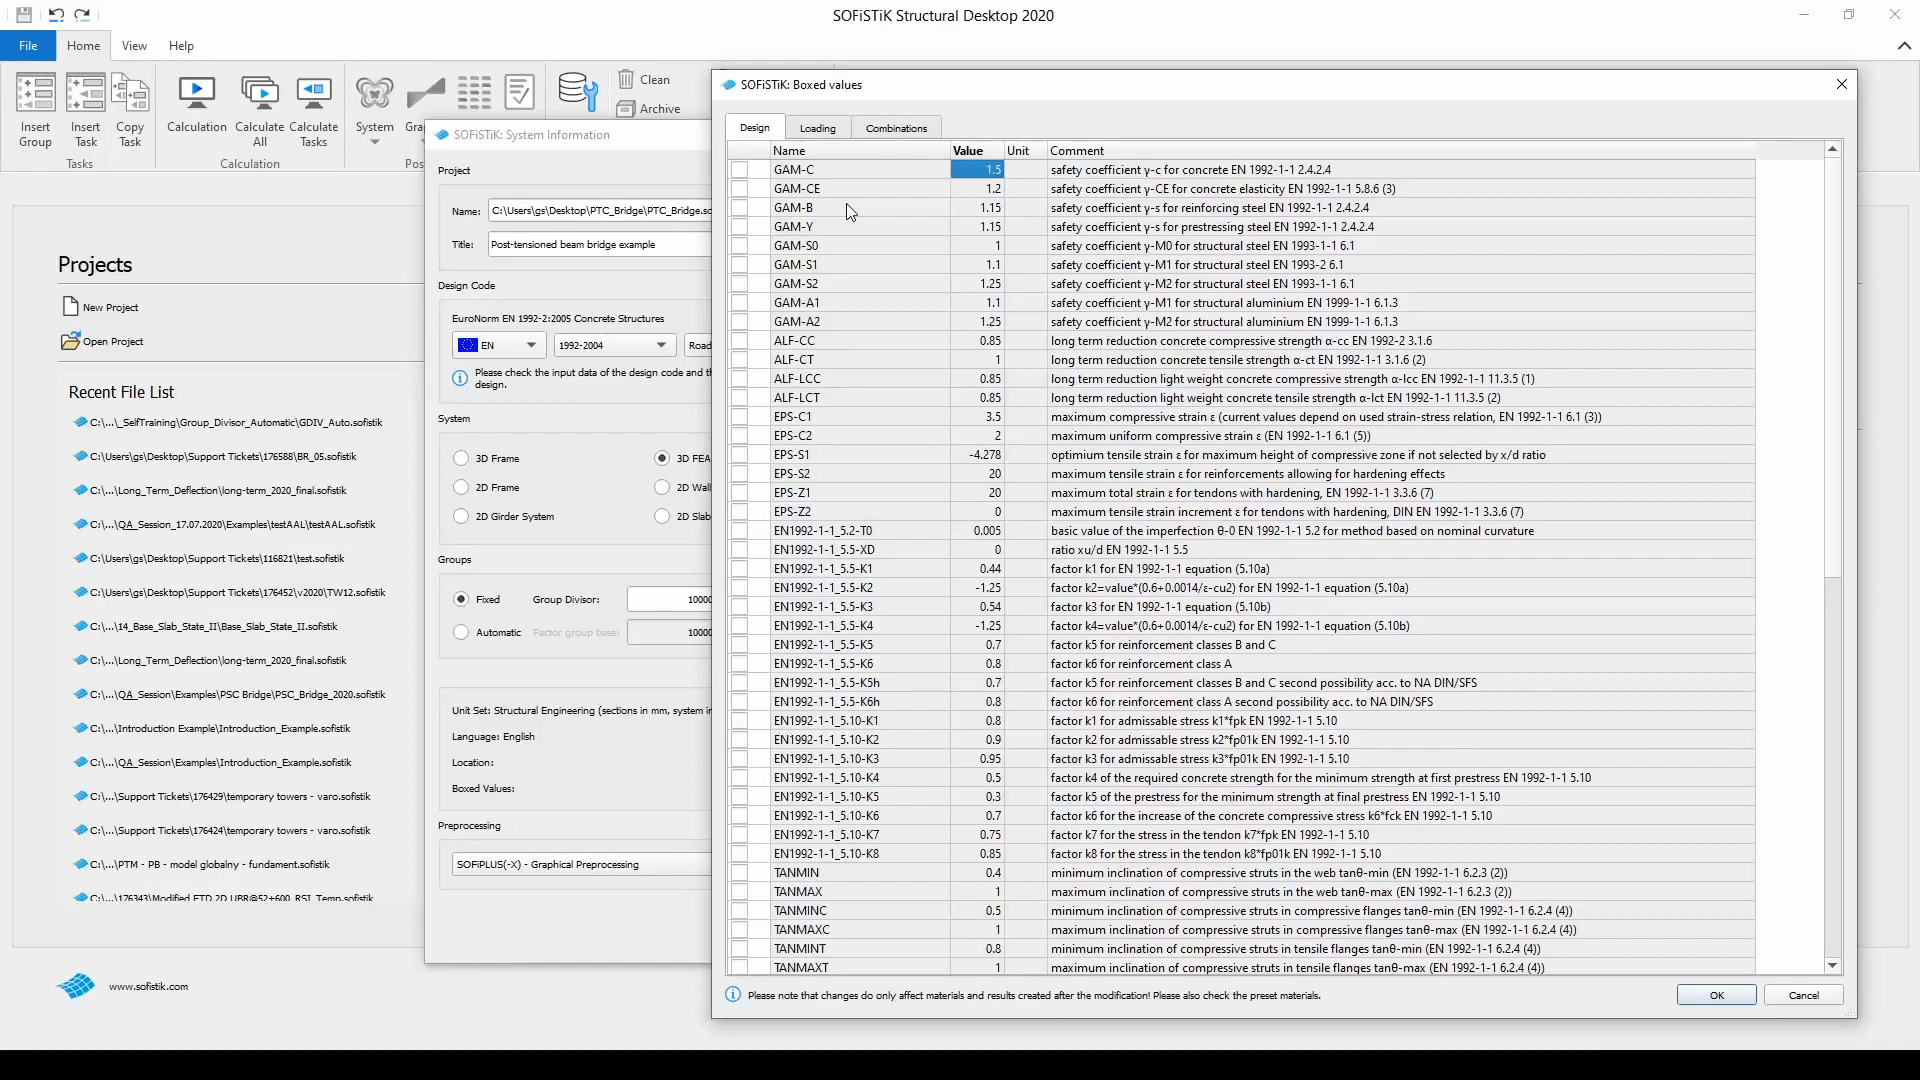 SOFiSTiK Structural Desktop 2020
File
Home
View
Help
Insert
Group
Insert
Task
Copy
Task
Tasks
Calculation
Calculate
All
Calculate
Tasks
Calculation
System
Clean
Archive
SOFiSTiK: System Information
Project
Name: C:\Users\gs\Desktop\PTC_Bridge\PTC_Bridge.so
Title: Post-tensioned beam bridge example
Design Code
EuroNorm EN 1992-2:2005 Concrete Structures
EN 1992-2004 Road
Please check the input data of the design code and th
design.
System
3D Frame 3D FEA
2D Frame 2D Wall
2D Girder System 2D Slab
Groups
Fixed Group Divisor: 10000
Automatic Factor group base: 10000
Unit Set: Structural Engineering (sections in mm, system in
Language: English
Location:
Boxed Values:
Preprocessing
SOFiPLUS(-X) - Graphical Preprocessing
Projects
New Project
Open Project
Recent File List
C:\...\_SelfTraining\Group_Divisor_Automatic\GDIV_Auto.sofistik
C:\Users\gs\Desktop\Support Tickets\176588\BR_05.sofistik
C:\...\Long_Term_Deflection\long-term_2020_final.sofistik
C:\...\QA_Session_17.07.2020\Examples\testAAL\testAAL.sofistik
C:\Users\gs\Desktop\Support Tickets\116821\test.sofistik
C:\Users\gs\Desktop\Support Tickets\176452\v2020\TW12.sofistik
C:\...\14_Base_Slab_State_II\Base_Slab_State_II.sofistik
C:\...\Long_Term_Deflection\long-term_2020_final.sofistik
C:\...\QA_Session\Examples\PSC Bridge\PSC_Bridge_2020.sofistik
C:\...\Introduction Example\Introduction_Example.sofistik
C:\...\QA_Session\Examples\Introduction_Example.sofistik
C:\...\Support Tickets\176429\temporary towers - varo.sofistik
C:\...\Support Tickets\176424\temporary towers - varo.sofistik
C:\...\PTM - PB - model globalny - fundament.sofistik
C:\...\176343\Modified ETD 2D URB@52+600_RSI_Temp.sofistik
www.sofistik.com
SOFiSTiK: Boxed values
Design
Loading
Combinations
Name Value Unit Comment
GAM-C 1.5 safety coefficient γ-c for concrete EN 1992-1-1 2.4.2.4
GAM-CE 1.2 safety coefficient γ-CE for concrete elasticity EN 1992-1-1 5.8.6 (3)
GAM-B 1.15 safety coefficient γ-s for reinforcing steel EN 1992-1-1 2.4.2.4
GAM-Y 1.15 safety coefficient γ-s for prestressing steel EN 1992-1-1 2.4.2.4
GAM-S0 1 safety coefficient γ-M0 for structural steel EN 1993-1-1 6.1
GAM-S1 1.1 safety coefficient γ-M1 for structural steel EN 1993-2 6.1
GAM-S2 1.25 safety coefficient γ-M2 for structural steel EN 1993-1-1 6.1
GAM-A1 1.1 safety coefficient γ-M1 for structural aluminium EN 1999-1-1 6.1.3
GAM-A2 1.25 safety coefficient γ-M2 for structural aluminium EN 1999-1-1 6.1.3
ALF-CC 0.85 long term reduction concrete compressive strength α-cc EN 1992-2 3.1.6
ALF-CT 1 long term reduction concrete tensile strength α-ct EN 1992-1-1 3.1.6 (2)
ALF-LCC 0.85 long term reduction light weight concrete compressive strength α-lcc EN 1992-1-1 11.3.5 (1)
ALF-LCT 0.85 long term reduction light weight concrete tensile strength α-lct EN 1992-1-1 11.3.5 (2)
EPS-C1 3.5 maximum compressive strain ε (current values depend on used strain-stress relation, EN 1992-1-1 6.1 (3))
EPS-C2 2 maximum uniform compressive strain ε (EN 1992-1-1 6.1 (5))
EPS-S1 -4.278 optimium tensile strain ε for maximum height of compressive zone if not selected by x/d ratio
EPS-S2 20 maximum tensile strain ε for reinforcements allowing for hardening effects
EPS-Z1 20 maximum total strain ε for tendons with hardening, EN 1992-1-1 3.3.6 (7)
EPS-Z2 0 maximum tensile strain increment ε for tendons with hardening, DIN EN 1992-1-1 3.3.6 (7)
EN1992-1-1_5.2-T0 0.005 basic value of the imperfection θ-0 EN 1992-1-1 5.2 for method based on nominal curvature
EN1992-1-1_5.5-XD 0 ratio xu/d EN 1992-1-1 5.5
EN1992-1-1_5.5-K1 0.44 factor k1 for EN 1992-1-1 equation (5.10a)
EN1992-1-1_5.5-K2 -1.25 factor k2=value*(0.6+0.0014/ε-cu2) for EN 1992-1-1 equation (5.10a)
EN1992-1-1_5.5-K3 0.54 factor k3 for EN 1992-1-1 equation (5.10b)
EN1992-1-1_5.5-K4 -1.25 factor k4=value*(0.6+0.0014/ε-cu2) for EN 1992-1-1 equation (5.10b)
EN1992-1-1_5.5-K5 0.7 factor k5 for reinforcement classes B and C
EN1992-1-1_5.5-K6 0.8 factor k6 for reinforcement class A
EN1992-1-1_5.5-K5h 0.7 factor k5 for reinforcement classes B and C second possibility acc. to NA DIN/SFS
EN1992-1-1_5.5-K6h 0.8 factor k6 for reinforcement class A second possibility acc. to NA DIN/SFS
EN1992-1-1_5.10-K1 0.8 factor k1 for admissable stress k1*fpk EN 1992-1-1 5.10
EN1992-1-1_5.10-K2 0.9 factor k2 for admissable stress k2*fp01k EN 1992-1-1 5.10
EN1992-1-1_5.10-K3 0.95 factor k3 for admissable stress k3*fp01k EN 1992-1-1 5.10
EN1992-1-1_5.10-K4 0.5 factor k4 of the required concrete strength for the minimum strength at first prestress EN 1992-1-1 5.10
EN1992-1-1_5.10-K5 0.3 factor k5 of the prestress for the minimum strength at final prestress EN 1992-1-1 5.10
EN1992-1-1_5.10-K6 0.7 factor k6 for the increase of the concrete compressive stress k6*fck EN 1992-1-1 5.10
EN1992-1-1_5.10-K7 0.75 factor k7 for the stress in the tendon k7*fpk EN 1992-1-1 5.10
EN1992-1-1_5.10-K8 0.85 factor k8 for the stress in the tendon k8*fp01k EN 1992-1-1 5.10
TANMIN 0.4 minimum inclination of compressive struts in the web tanθ-min (EN 1992-1-1 6.2.3 (2))
TANMAX 1 maximum inclination of compressive struts in the web tanθ-max (EN 1992-1-1 6.2.3 (2))
TANMINC 0.5 minimum inclination of compressive struts in compressive flanges tanθ-min (EN 1992-1-1 6.2.4 (4))
TANMAXC 1 maximum inclination of compressive struts in compressive flanges tanθ-max (EN 1992-1-1 6.2.4 (4))
TANMINT 0.8 minimum inclination of compressive struts in tensile flanges tanθ-min (EN 1992-1-1 6.2.4 (4))
TANMAXT 1 maximum inclination of compressive struts in tensile flanges tanθ-max (EN 1992-1-1 6.2.4 (4))
Please note that changes do only affect materials and results created after the modification! Please also check the preset materials.
OK
Cancel